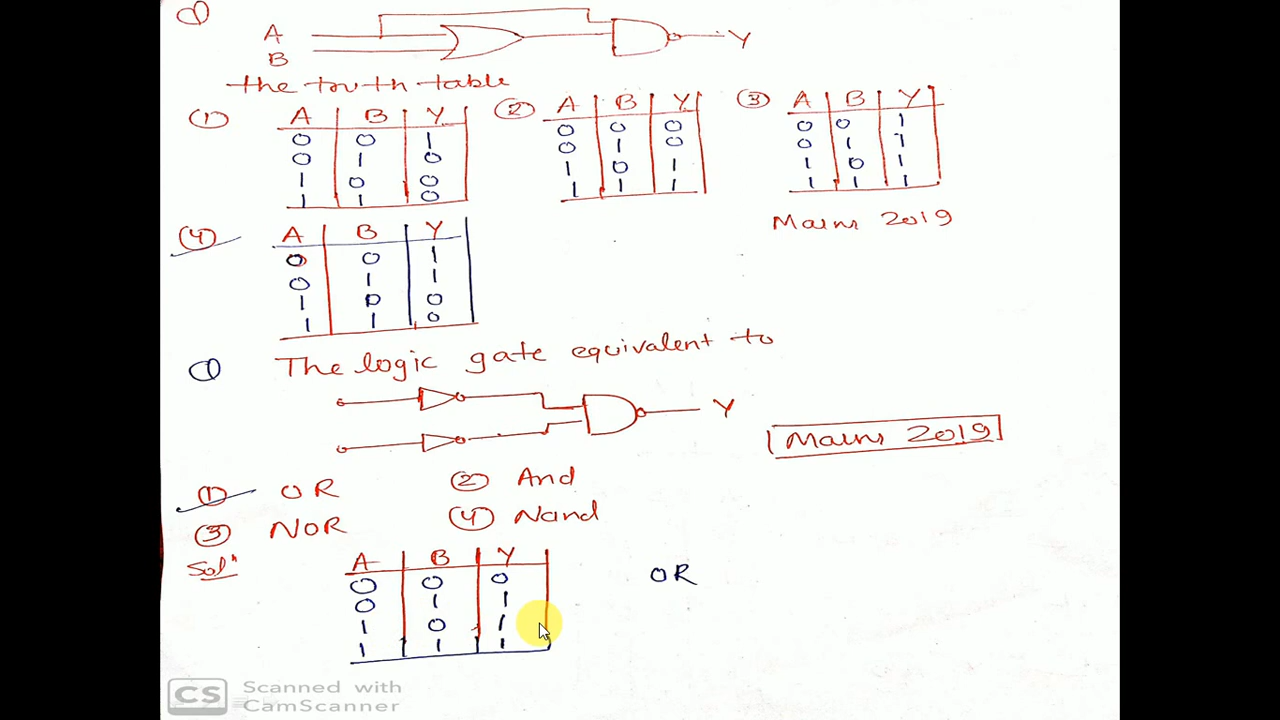 ①
A
B
Y
the truth table
① A B Y ② A B Y ③ A B Y
0 0 1 0 0 0 0 0 1
0 1 0 0 1 0 0 1 1
1 0 0 1 0 1 1 0 1
1 1 0 1 1 1 1 1 1
Mains 2019
④ A B Y
0 0 1
0 1 1
1 0 0
1 1 0
① The logic gate equivalent to
Y
Mains 2019
① OR ② And
③ NOR ④ Nand
Solⁿ
A B Y
0 0 0
0 1 1
1 0 1
1 1 1
OR
CS Scanned with
CamScanner